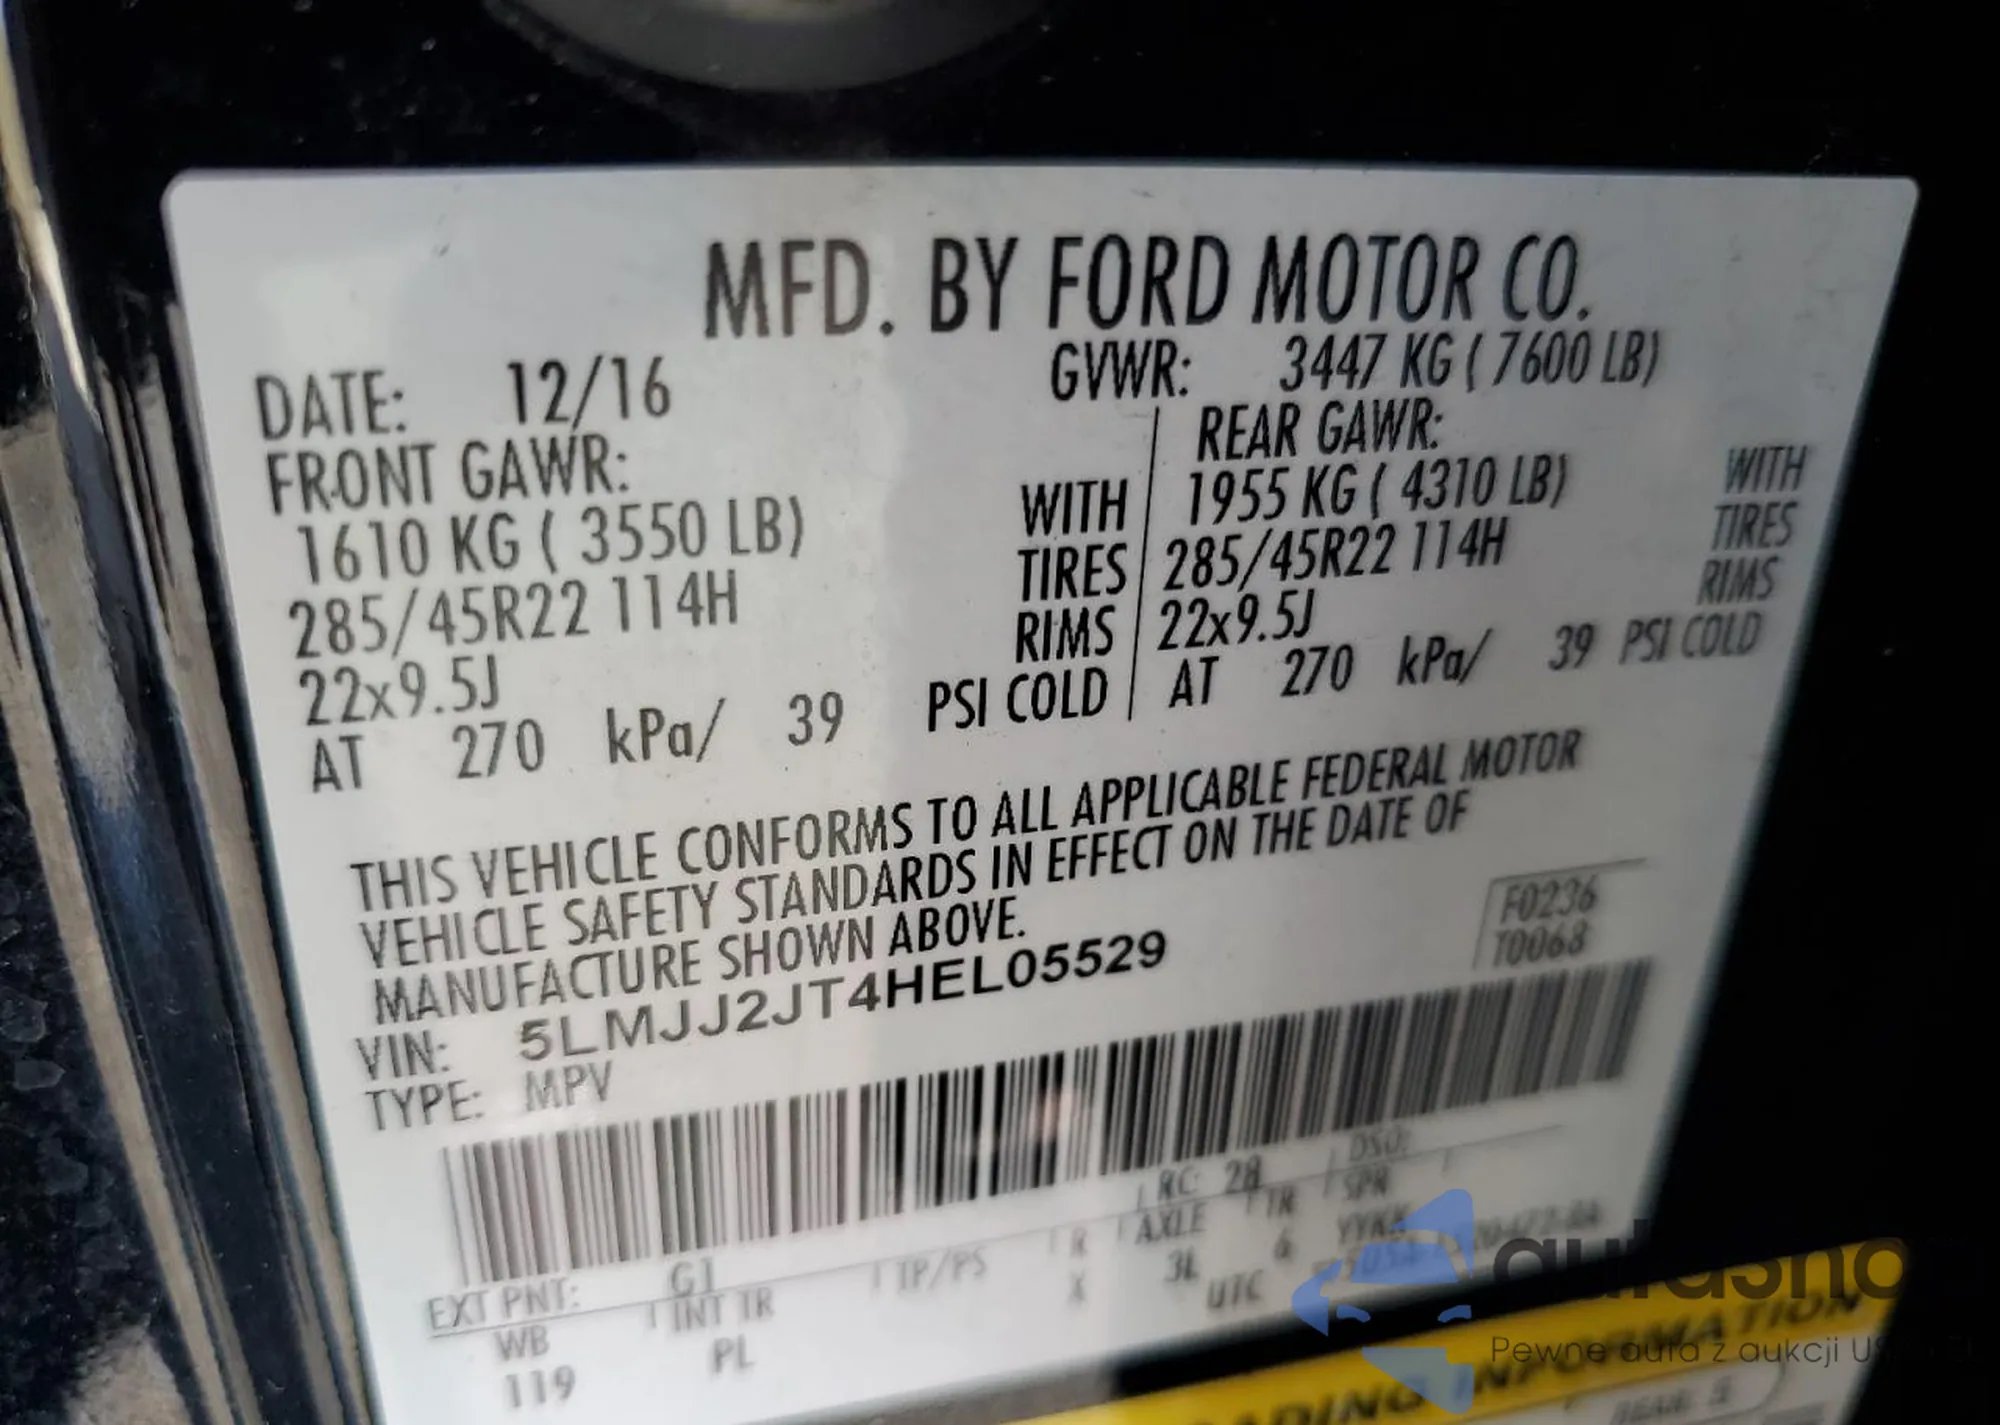 MFD. BY FORD MOTOR CO.
DATE: 12/16 GVWR: 3447 KG ( 7600 LB)
FRONT GAWR: REAR GAWR:
1610 KG ( 3550 LB) WITH 1955 KG ( 4310 LB) WITH
285/45R22 114H TIRES 285/45R22 114H TIRES
22x9.5J RIMS 22x9.5J RIMS
AT 270 kPa/ 39 PSI COLD AT 270 kPa/ 39 PSI COLD
THIS VEHICLE CONFORMS TO ALL APPLICABLE FEDERAL MOTOR
VEHICLE SAFETY STANDARDS IN EFFECT ON THE DATE OF
MANUFACTURE SHOWN ABOVE.
F0236
T0068
VIN: 5LMJJ2JT4HEL05529
TYPE: MPV
EXT PNT: G1 RC: 28 DSO:
WB INT TR TP/PS R AXLE TR SPR
119 PL X 3L 6
UTC
Pewne auta z aukcji
INFORMATION